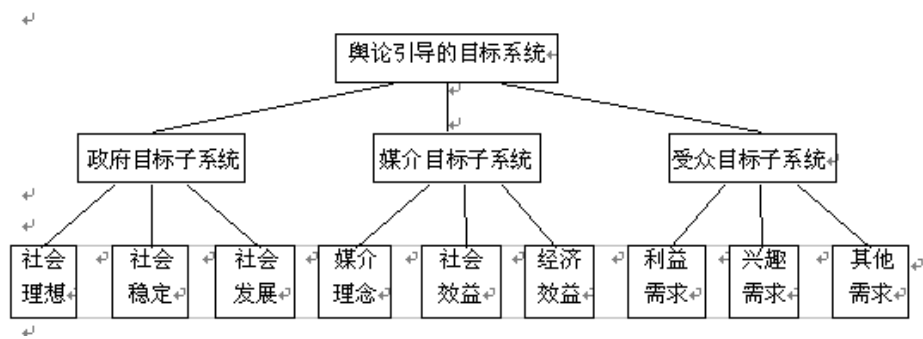 舆论引导的目标系统
政府目标子系统 媒介目标子系统 受众目标子系统
社会 社会 社会 媒介 社会 经济 利益 兴趣 其他
理想 稳定 发展 理念 效益 效益 需求 需求 需求